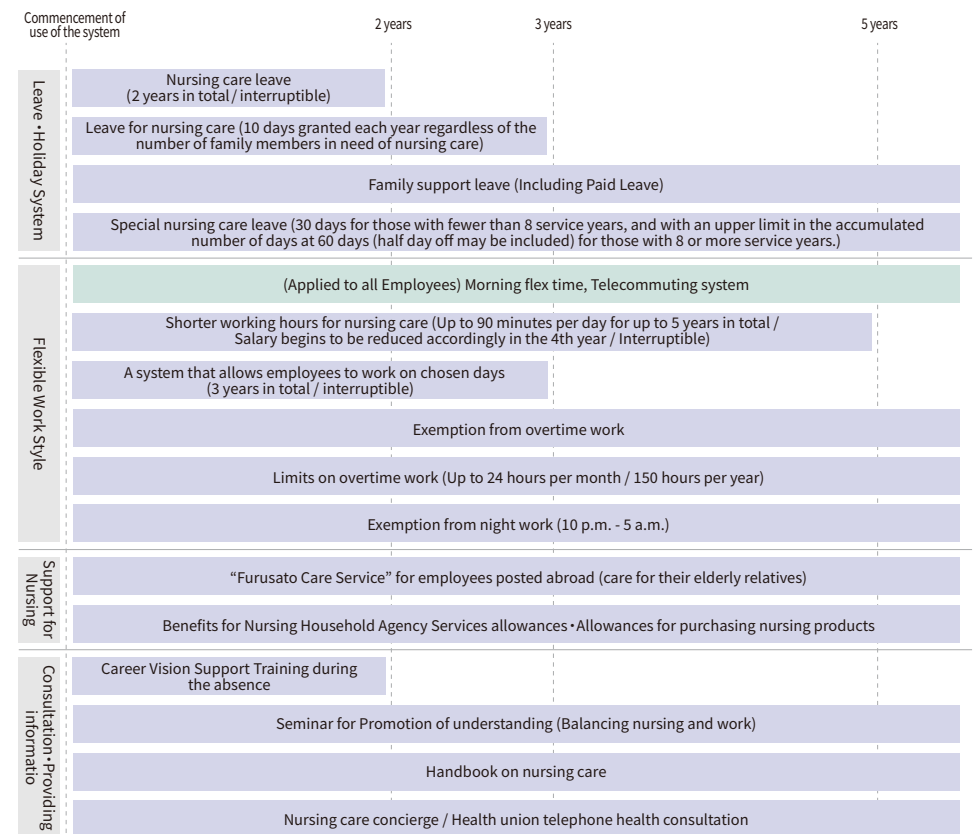 Commencement of
use of the system
2 years
3 years
5 years
Leave・Holiday System
Nursing care leave
(2 years in total / interruptible)
Leave for nursing care (10 days granted each year regardless of the
number of family members in need of nursing care)
Family support leave (Including Paid Leave)
Special nursing care leave (30 days for those with fewer than 8 service years, and with an upper limit in the accumulated
number of days at 60 days (half day off may be included) for those with 8 or more service years.)
Flexible Work Style
(Applied to all Employees) Morning flex time, Telecommuting system
Shorter working hours for nursing care (Up to 90 minutes per day for up to 5 years in total /
Salary begins to be reduced accordingly in the 4th year / Interruptible)
A system that allows employees to work on chosen days
(3 years in total / interruptible)
Exemption from overtime work
Limits on overtime work (Up to 24 hours per month / 150 hours per year)
Exemption from night work (10 p.m. - 5 a.m.)
Support for
Nursing
“Furusato Care Service” for employees posted abroad (care for their elderly relatives)
Benefits for Nursing Household Agency Services allowances・Allowances for purchasing nursing products
Consultation・Providing
informatio
Career Vision Support Training during
the absence
Seminar for Promotion of understanding (Balancing nursing and work)
Handbook on nursing care
Nursing care concierge / Health union telephone health consultation